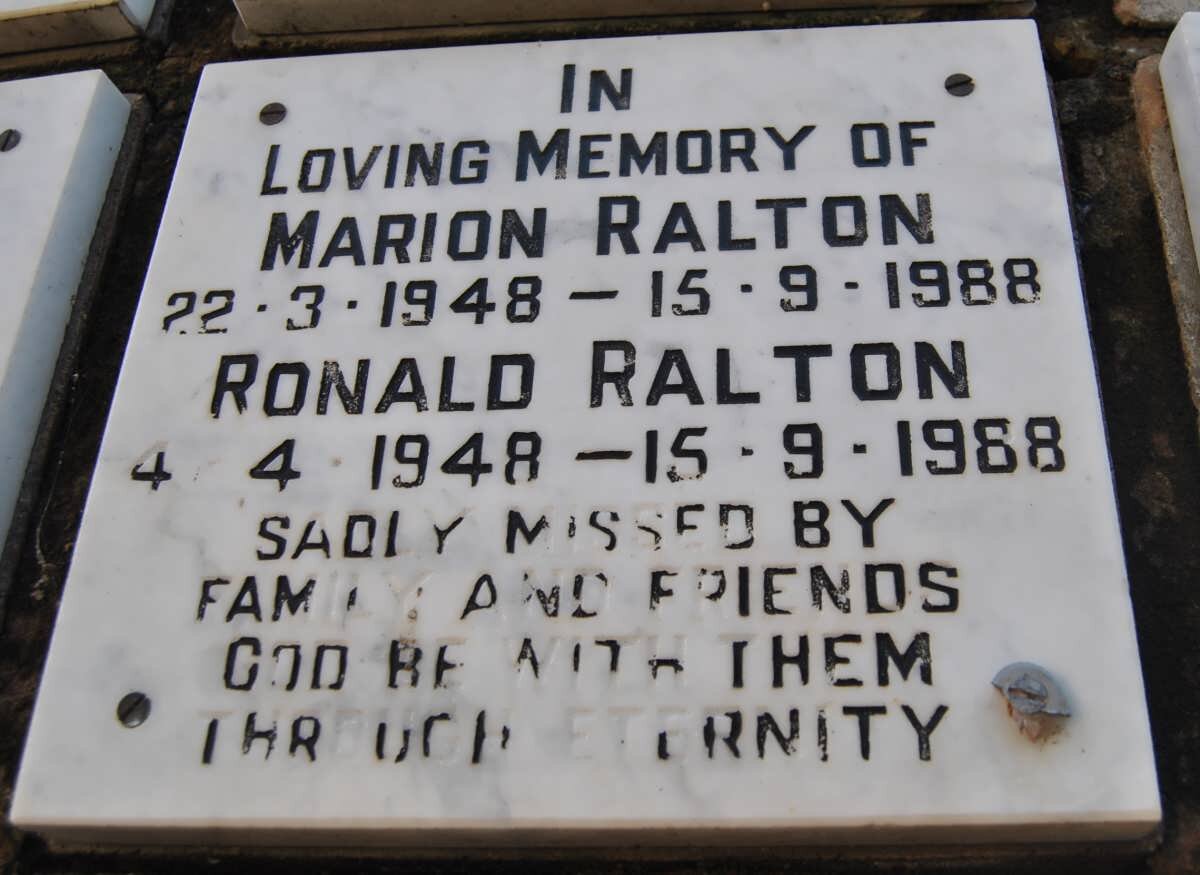 IN
LOVING MEMORY OF
MARION RALTON
22·3·1948 – 15·9·1988
RONALD RALTON
4 4 1948 – 15·9·1988
SADLY MISSED BY
FAMILY AND FRIENDS
GOD BE WITH THEM
THROUGH ETERNITY